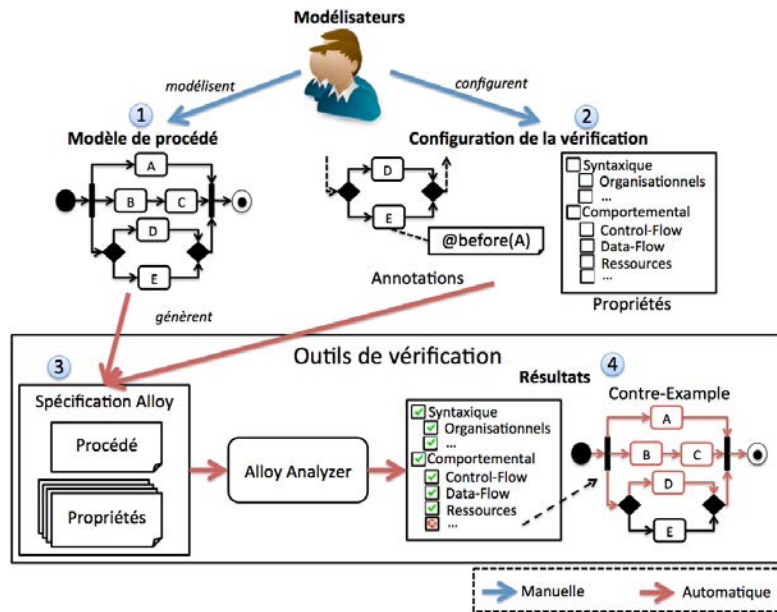 Modélisateurs
modélisent
configurent
1
Modèle de procédé
A
B
C
D
E
2
Configuration de la vérification
D
E
@before(A)
Annotations
Syntaxique
Organisationnels
...
Comportemental
Control-Flow
Data-Flow
Ressources
...
Propriétés
génèrent
Outils de vérification
3
Spécification Alloy
Procédé
Propriétés
Alloy Analyzer
Résultats
4
Syntaxique
Organisationnels
...
Comportemental
Control-Flow
Data-Flow
Ressources
...
Contre-Example
A
B
C
D
E
Manuelle
Automatique